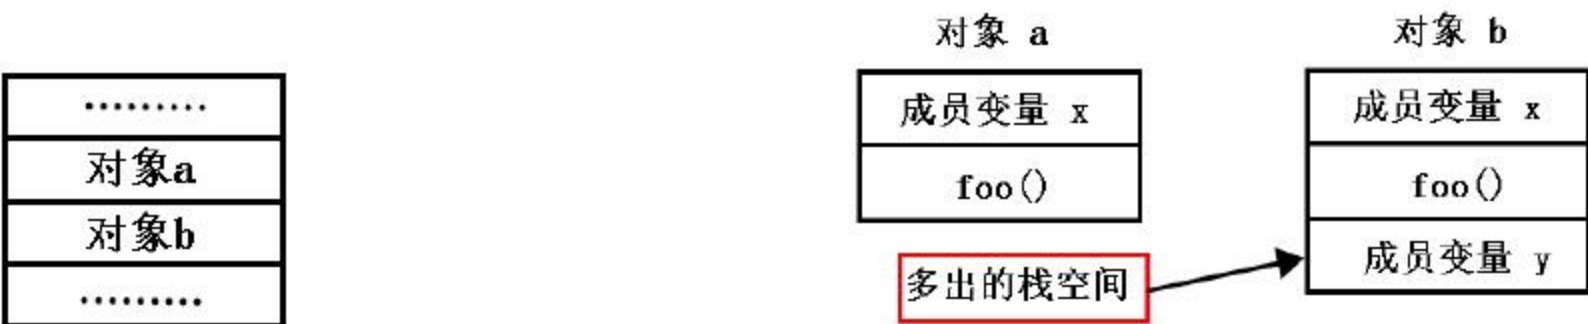 .........
对象a
对象b
.........
对象 a
成员变量 x
foo()
多出的栈空间
对象 b
成员变量 x
foo()
成员变量 y